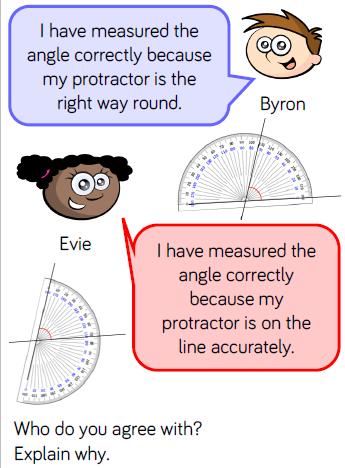 I have measured the
angle correctly because
my protractor is the
right way round.
Byron
Evie
I have measured the
angle correctly
because my
protractor is on the
line accurately.
Who do you agree with?
Explain why.